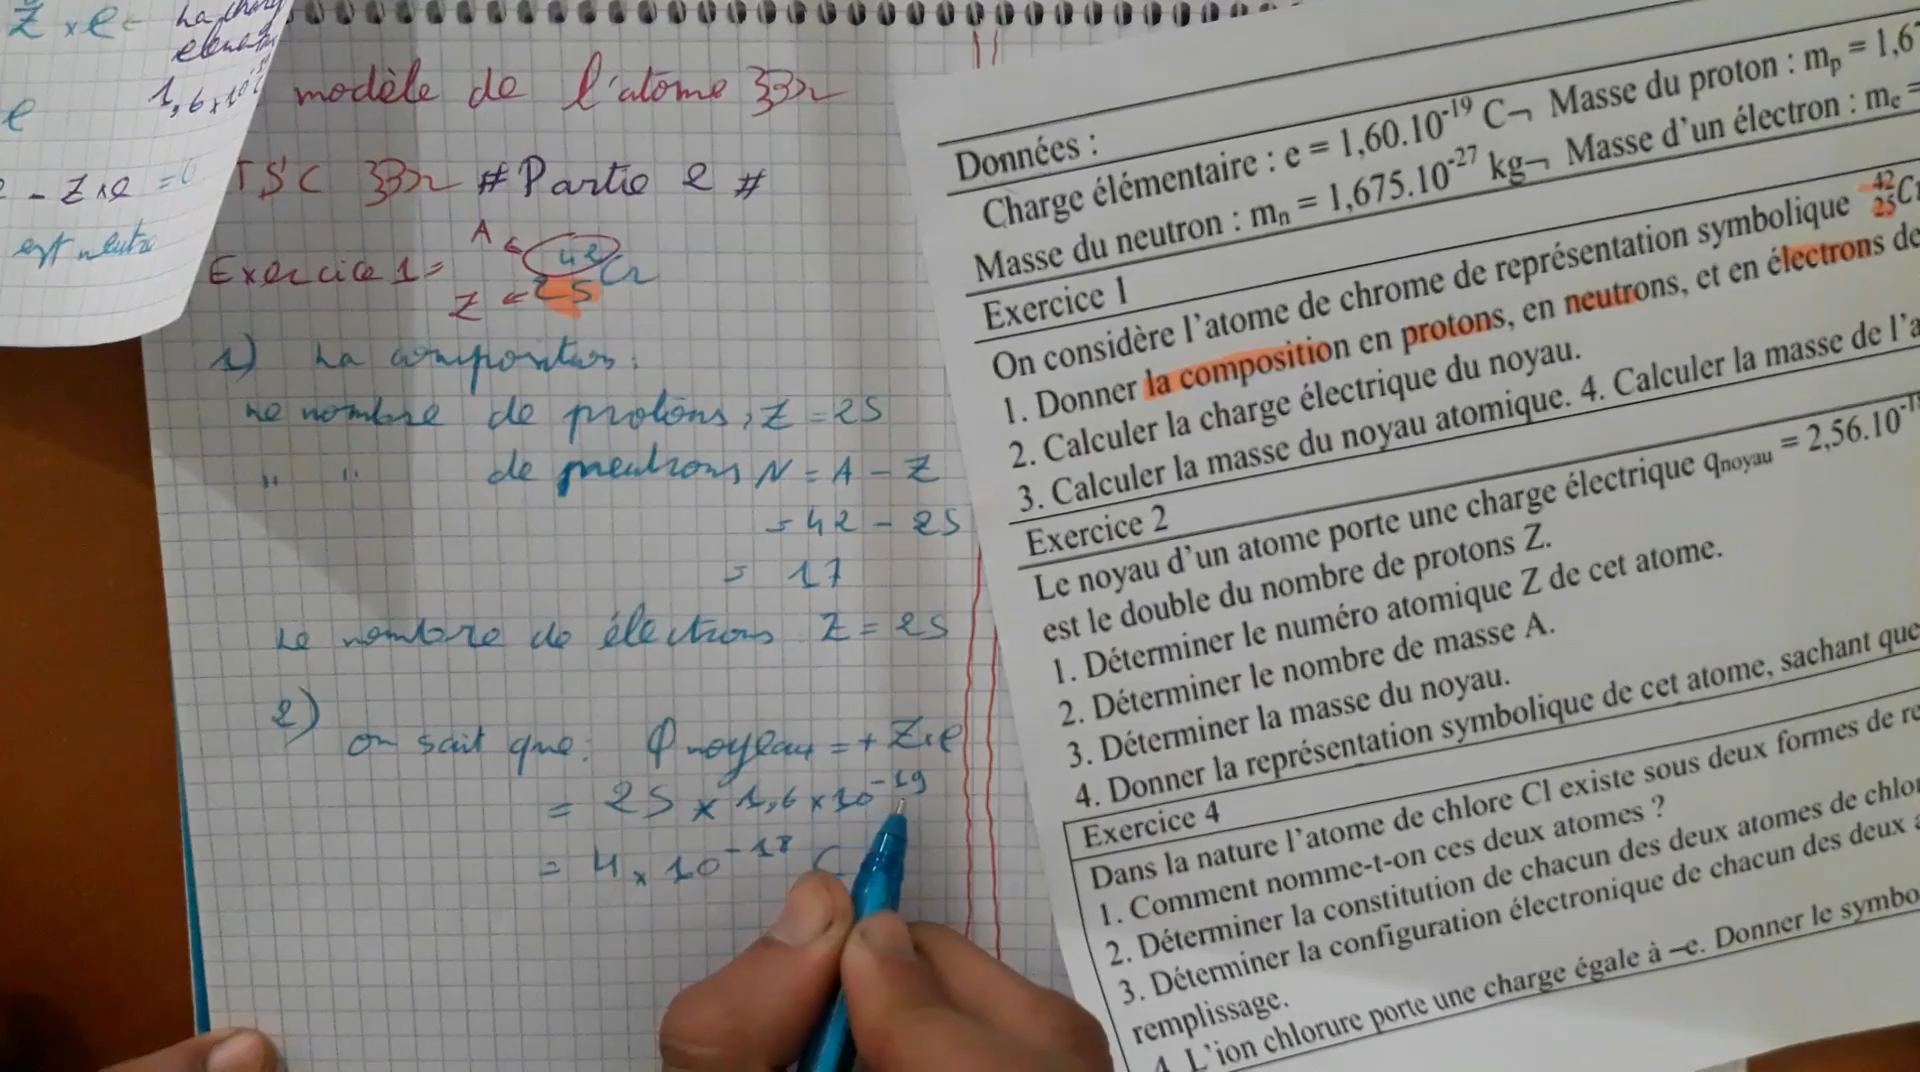 Z x e = La charg
element
1,6 x 10
e
- Z x e = 0
est neutre
modèle de l'atome
TSC # Partie 2 #
Exercice 1 =
A ← 42 Cr
Z ← 25
1) La composition :
Le nombre de protons, Z = 25
'' '' de neutrons N = A - Z
= 42 - 25
= 17
Le nombre de électrons Z = 25
2)
on sait que : q noyeau = + Z.e
= 25 x 1,6 x 10⁻¹⁹
= 4 x 10⁻¹⁸ C
Données :
Charge élémentaire : e = 1,60.10⁻¹⁹ C¬ Masse du proton : mₚ = 1,6
Masse du neutron : mₙ = 1,675.10⁻²⁷ kg¬ Masse d'un électron : mₑ =
Exercice 1
On considère l'atome de chrome de représentation symbolique ⁴²₂₅C
1. Donner la composition en protons, en neutrons, et en électrons de
2. Calculer la charge électrique du noyau.
3. Calculer la masse du noyau atomique. 4. Calculer la masse de l'a
Exercice 2
Le noyau d'un atome porte une charge électrique qnoyau = 2,56.10
est le double du nombre de protons Z.
1. Déterminer le numéro atomique Z de cet atome.
2. Déterminer le nombre de masse A.
3. Déterminer la masse du noyau.
4. Donner la représentation symbolique de cet atome, sachant que
Exercice 4
Dans la nature l'atome de chlore Cl existe sous deux formes de re
1. Comment nomme-t-on ces deux atomes ?
2. Déterminer la constitution de chacun des deux atomes de chlor
3. Déterminer la configuration électronique de chacun des deux a
remplissage.
4. L'ion chlorure porte une charge égale à –e. Donner le symbo